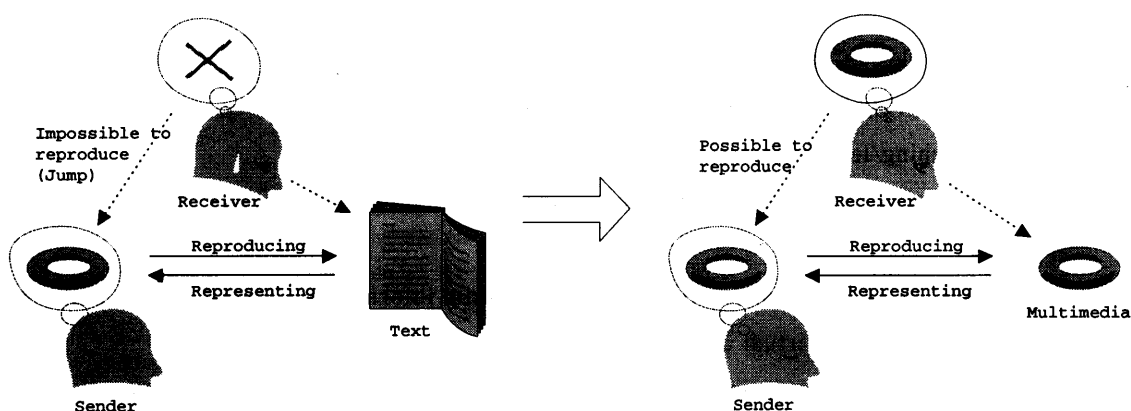 Impossible to
reproduce
(Jump)
Receiver
Reproducing
Representing
Text
Sender
Possible to
reproduce
Receiver
Reproducing
Representing
Multimedia
Sender